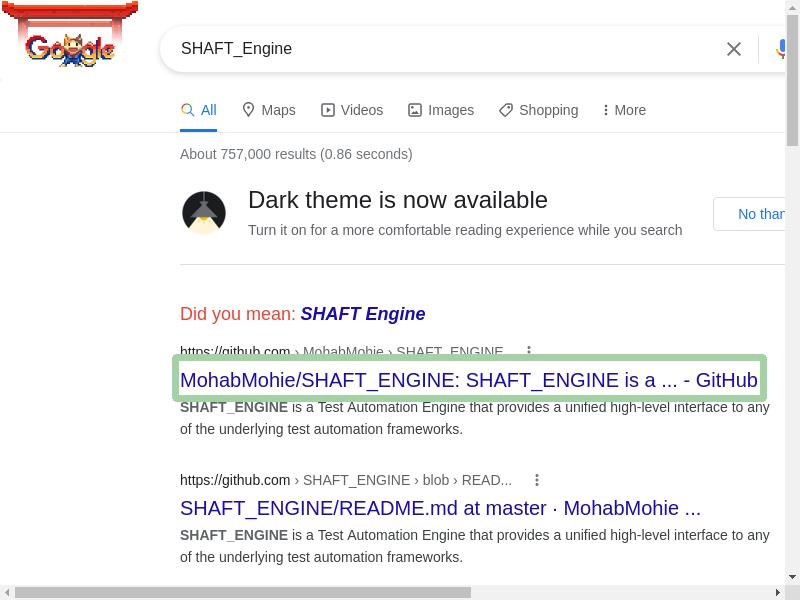 Google
SHAFT_Engine
All Maps Videos Images Shopping More
About 757,000 results (0.86 seconds)
Dark theme is now available
Turn it on for a more comfortable reading experience while you search
No than
Did you mean: SHAFT Engine
https://github.com › MohabMohie › SHAFT_ENGINE
MohabMohie/SHAFT_ENGINE: SHAFT_ENGINE is a ... - GitHub
SHAFT_ENGINE is a Test Automation Engine that provides a unified high-level interface to any
of the underlying test automation frameworks.
https://github.com › SHAFT_ENGINE › blob › READ...
SHAFT_ENGINE/README.md at master · MohabMohie ...
SHAFT_ENGINE is a Test Automation Engine that provides a unified high-level interface to any
of the underlying test automation frameworks.